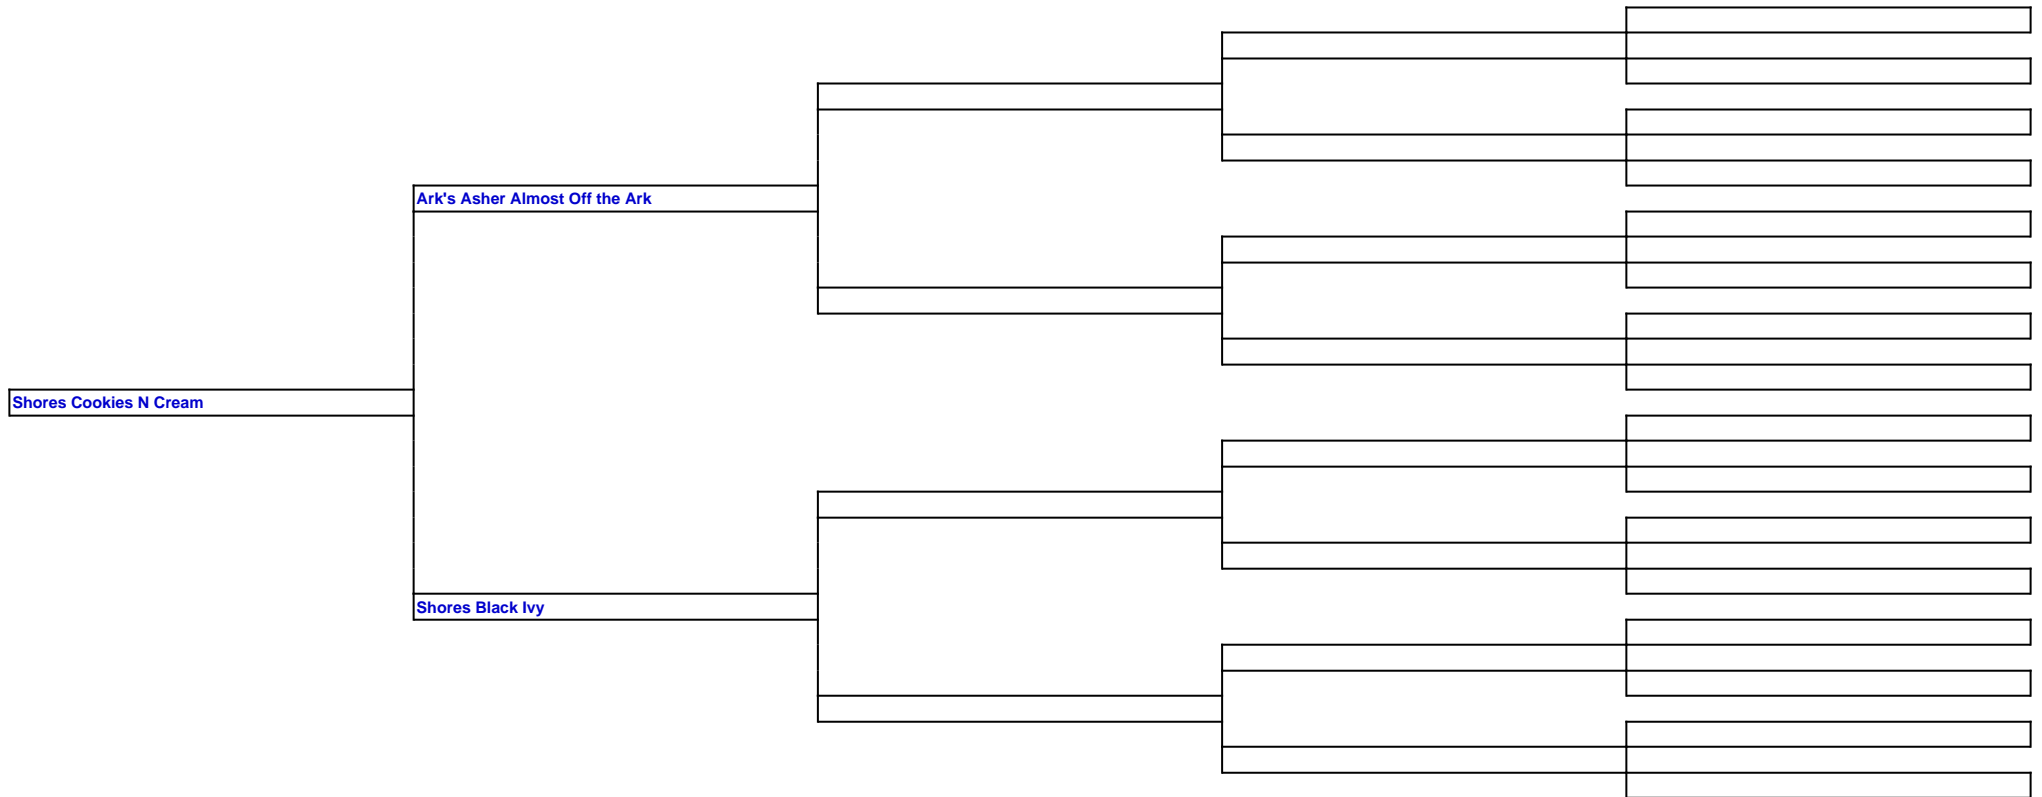 Ark's Asher Almost Off the Ark
Shores Cookies N Cream
Shores Black Ivy